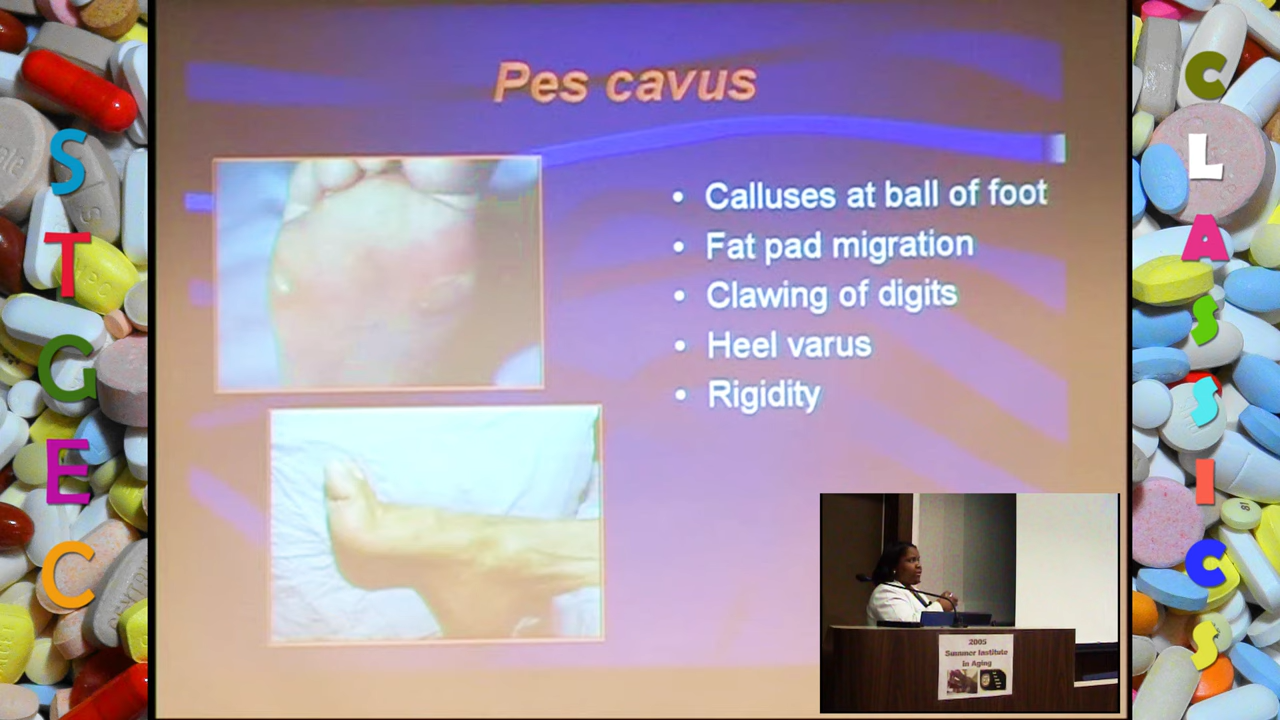 STGEC
CLASSICS
Pes cavus
• Calluses at ball of foot
• Fat pad migration
• Clawing of digits
• Heel varus
• Rigidity
2005
Summer Institute
in Aging